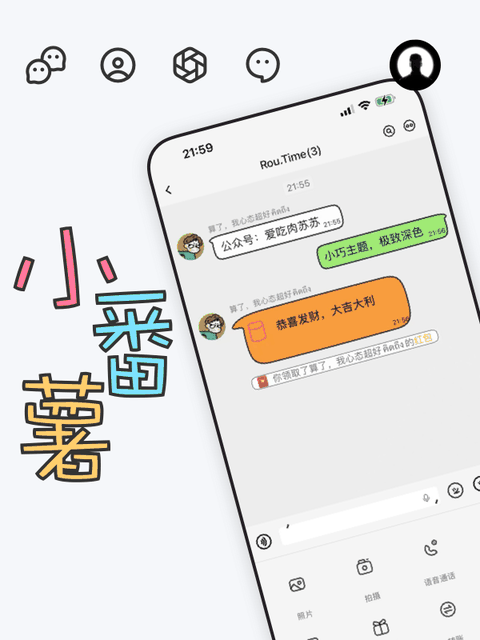 21:59
Rou.Time(3)
21:55
算了，我心态超好 คิดถึง
公众号：爱吃肉苏苏 21:55
小巧主题，极致深色 21:56
算了，我心态超好 คิดถึง
恭喜发财，大吉大利
21:56
你领取了算了，我心态超好 คิดถึง 的红包
小番薯
照片
拍摄
语音通话